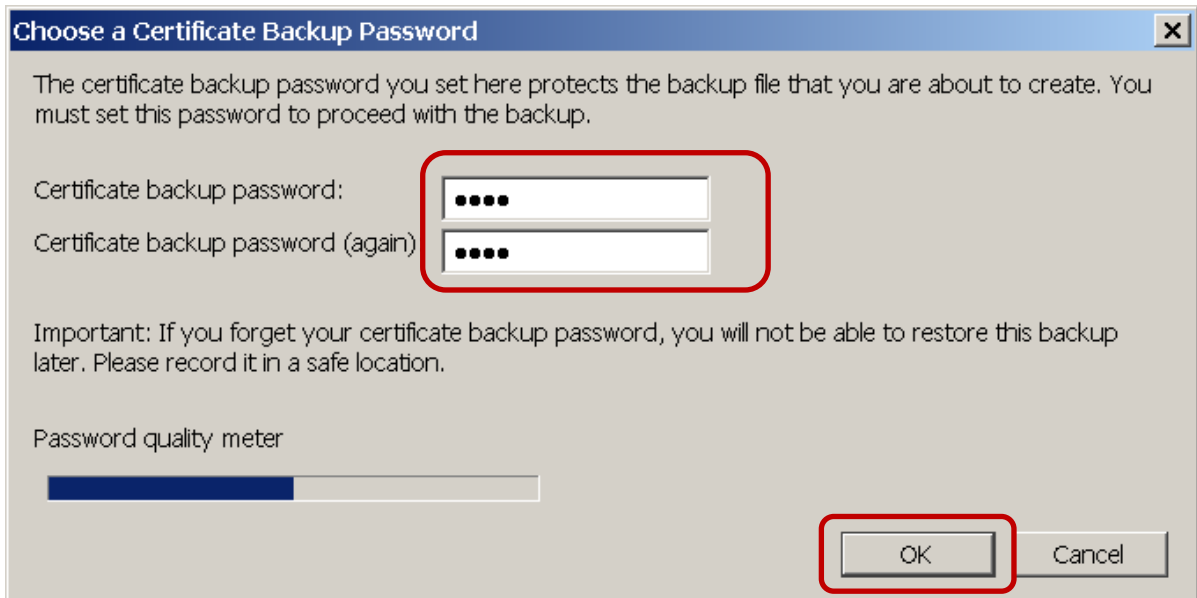 Choose a Certificate Backup Password
The certificate backup password you set here protects the backup file that you are about to create. You
must set this password to proceed with the backup.
Certificate backup password:
••••
Certificate backup password (again)
••••
Important: If you forget your certificate backup password, you will not be able to restore this backup
later. Please record it in a safe location.
Password quality meter
OK
Cancel